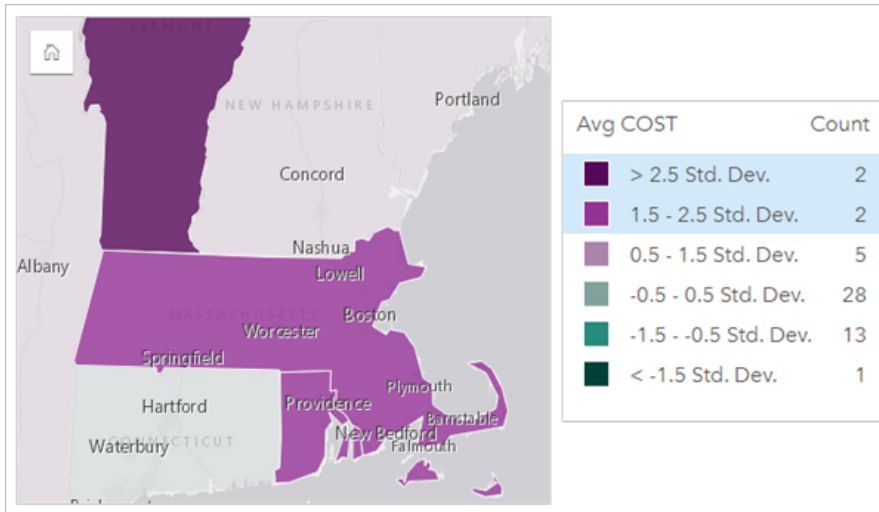 VERMONT
NEW HAMPSHIRE
Portland
Concord
Nashua
Albany
Lowell
MASSACHUSETTS
Boston
Worcester
Springfield
Plymouth
Hartford
Providence
Barnstable
New Bedford
Waterbury
CONNECTICUT
Falmouth
Avg COST Count
> 2.5 Std. Dev. 2
1.5 - 2.5 Std. Dev. 2
0.5 - 1.5 Std. Dev. 5
-0.5 - 0.5 Std. Dev. 28
-1.5 - -0.5 Std. Dev. 13
< -1.5 Std. Dev. 1